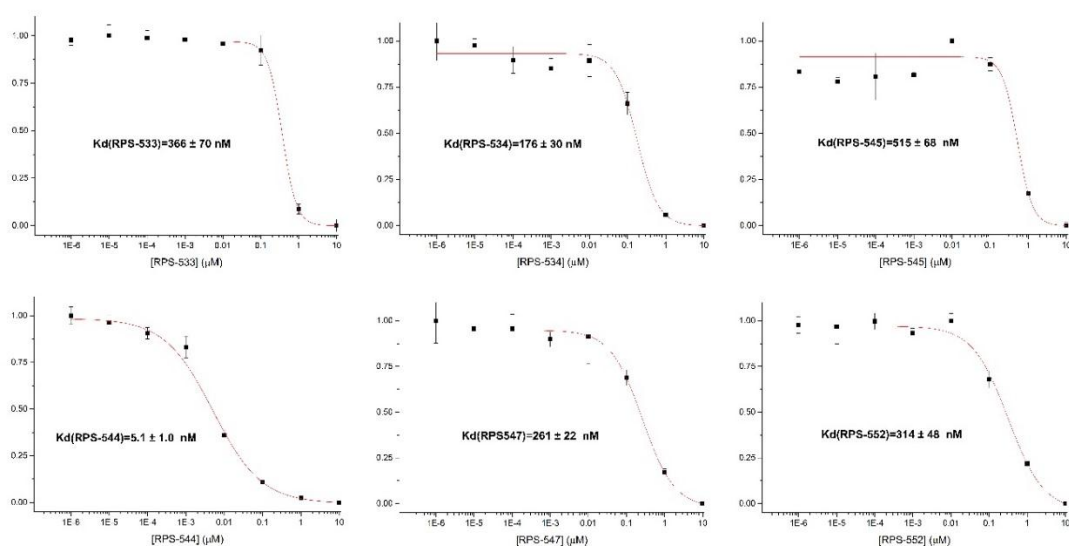 1.00
0.75
0.50
0.25
0.00
Kd(RPS-533)=366 ± 70 nM
1E-6 1E-5 1E-4 1E-3 0.01 0.1 1 10
[RPS-533] (µM)
1.00
0.75
0.50
0.25
0.00
Kd(RPS-534)=176 ± 30 nM
1E-6 1E-5 1E-4 1E-3 0.01 0.1 1 10
[RPS-534] (µM)
1.00
0.75
0.50
0.25
0.00
Kd(RPS-545)=515 ± 68 nM
1E-6 1E-5 1E-4 1E-3 0.01 0.1 1 10
[RPS-545] (µM)
1.00
0.75
0.50
0.25
0.00
Kd(RPS-544)=5.1 ± 1.0 nM
1E-6 1E-5 1E-4 1E-3 0.01 0.1 1 10
[RPS-544] (µM)
1.00
0.75
0.50
0.25
0.00
Kd(RPS547)=261 ± 22 nM
1E-6 1E-5 1E-4 1E-3 0.01 0.1 1 10
[RPS-547] (µM)
1.00
0.75
0.50
0.25
0.00
Kd(RPS-552)=314 ± 48 nM
1E-6 1E-5 1E-4 1E-3 0.01 0.1 1 10
[RPS-552] (µM)